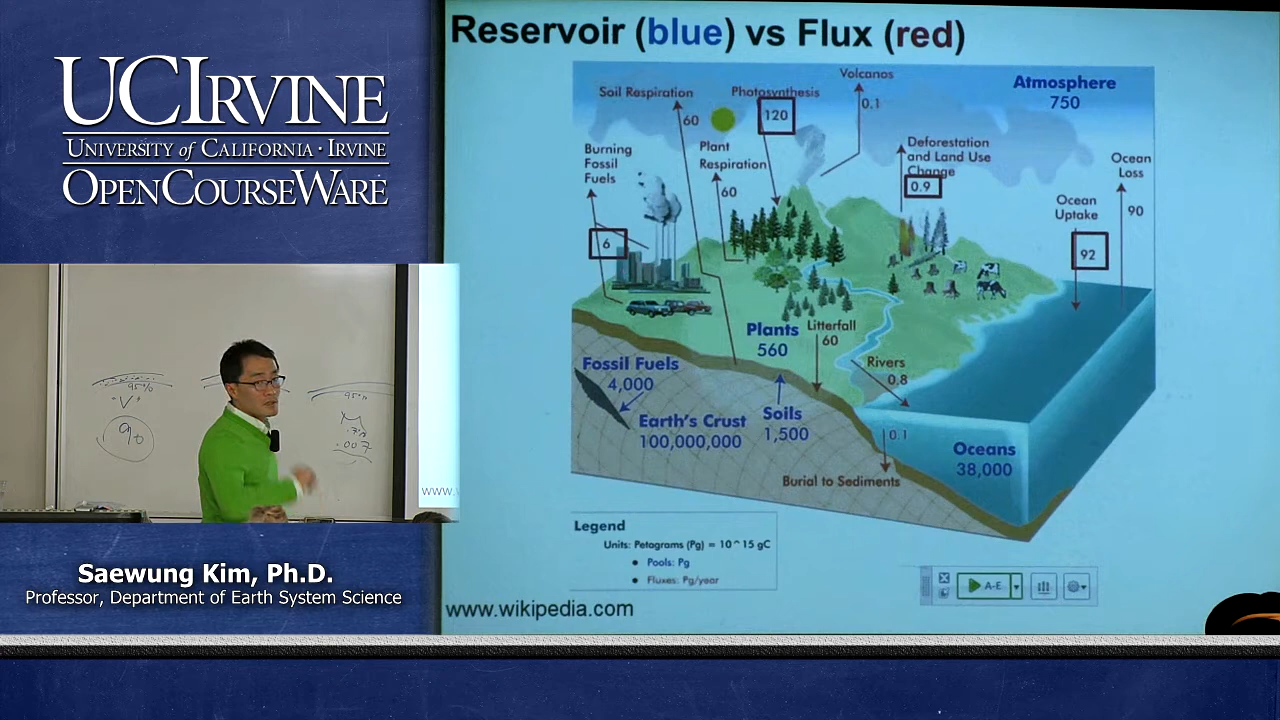 UCIRVINE
UNIVERSITY of CALIFORNIA · IRVINE
OPENCOURSEWARE
Reservoir (blue) vs Flux (red)
Volcanos
0.1
Atmosphere
750
Soil Respiration
60
Photosynthesis
120
Burning
Fossil
Fuels
6
Plant
Respiration
60
Deforestation
and Land Use
Change
0.9
Ocean
Loss
90
Ocean
Uptake
92
Plants
560
Litterfall
60
Rivers
0.8
Fossil Fuels
4,000
Earth's Crust
100,000,000
Soils
1,500
0.1
Burial to Sediments
Oceans
38,000
Legend
Units: Petagrams (Pg) = 10^15 gC
• Pools: Pg
• Fluxes: Pg/year
A-E
www.wikipedia.com
95%
"V"
%
95%
.007
www.
Saewung Kim, Ph.D.
Professor, Department of Earth System Science